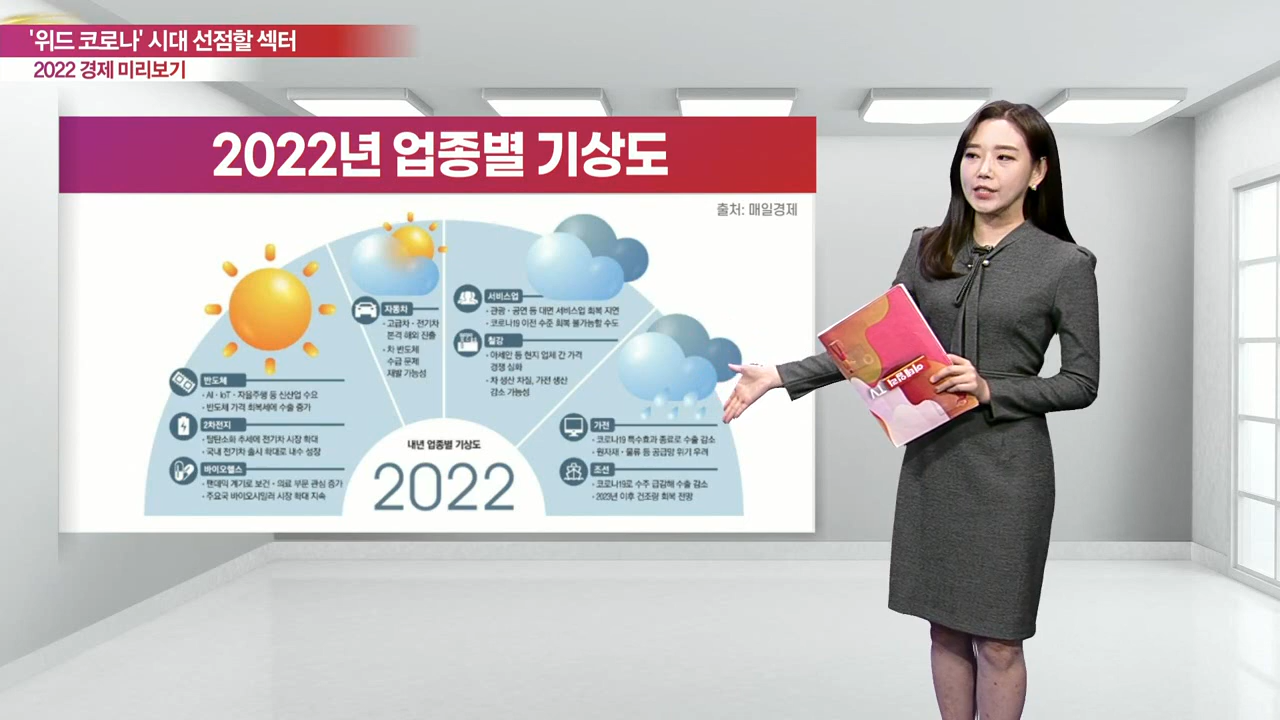 '위드 코로나' 시대 선점할 섹터
2022 경제 미리보기
2022년 업종별 기상도
출처: 매일경제
반도체
· AI · IoT · 자율주행 등 신산업 수요
· 반도체 가격 회복세에 수출 증가
2차전지
· 탈탄소화 추세에 전기차 시장 확대
· 국내 전기차 출시 확대로 내수 성장
바이오헬스
· 팬데믹 계기로 보건 · 의료 부문 관심 증가
· 주요국 바이오시밀러 시장 확대 지속
자동차
· 고급차 · 전기차
본격 해외 진출
· 차 반도체
수급 문제
재발 가능성
서비스업
· 관광 · 공연 등 대면 서비스업 회복 지연
· 코로나19 이전 수준 회복 불가능할 수도
철강
· 아세안 등 현지 업체 간 가격
경쟁 심화
· 차 생산 차질, 가전 생산
감소 가능성
가전
· 코로나19 특수효과 종료로 수출 감소
· 원자재 · 물류 등 공급망 위기 우려
조선
· 코로나19로 수주 급감해 수출 감소
· 2023년 이후 건조량 회복 전망
내년 업종별 기상도
2022
이데일리
TV